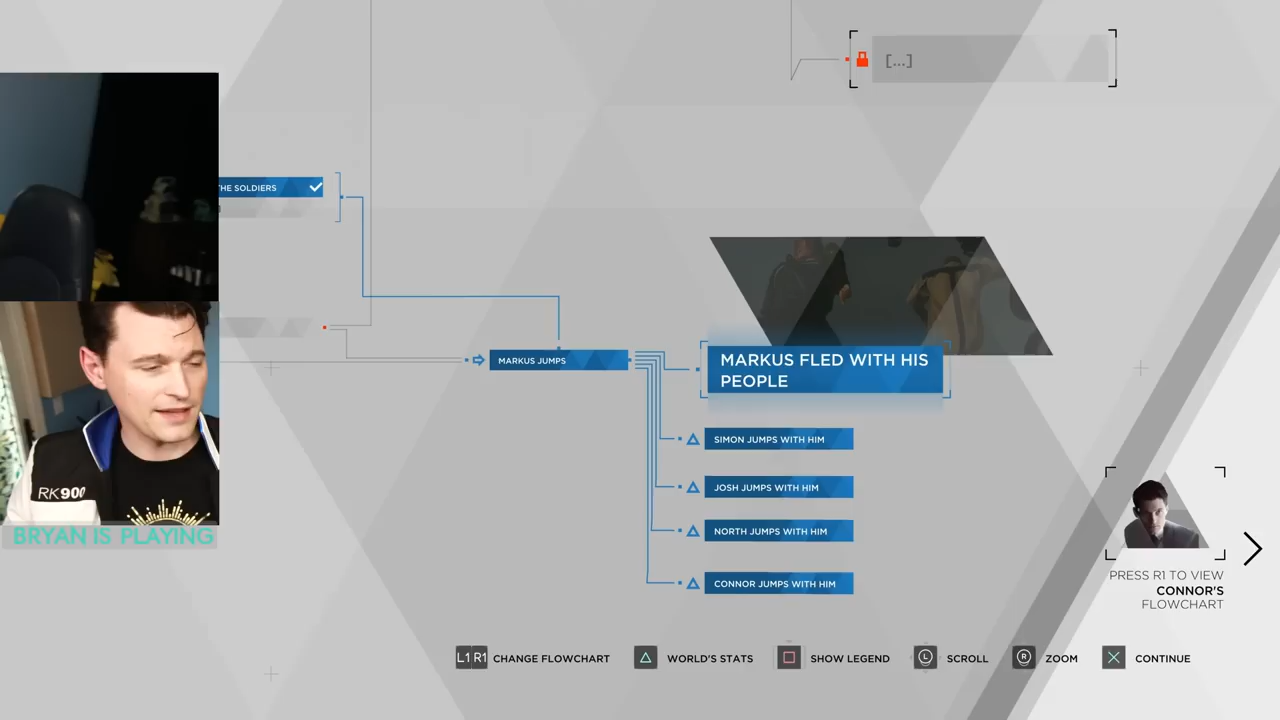 [...]
THE SOLDIERS
MARKUS JUMPS
MARKUS FLED WITH HIS
PEOPLE
SIMON JUMPS WITH HIM
JOSH JUMPS WITH HIM
NORTH JUMPS WITH HIM
CONNOR JUMPS WITH HIM
RK900
BRYAN IS PLAYING
PRESS R1 TO VIEW
CONNOR'S
FLOWCHART
L1 R1 CHANGE FLOWCHART WORLD'S STATS SHOW LEGEND L SCROLL R ZOOM CONTINUE